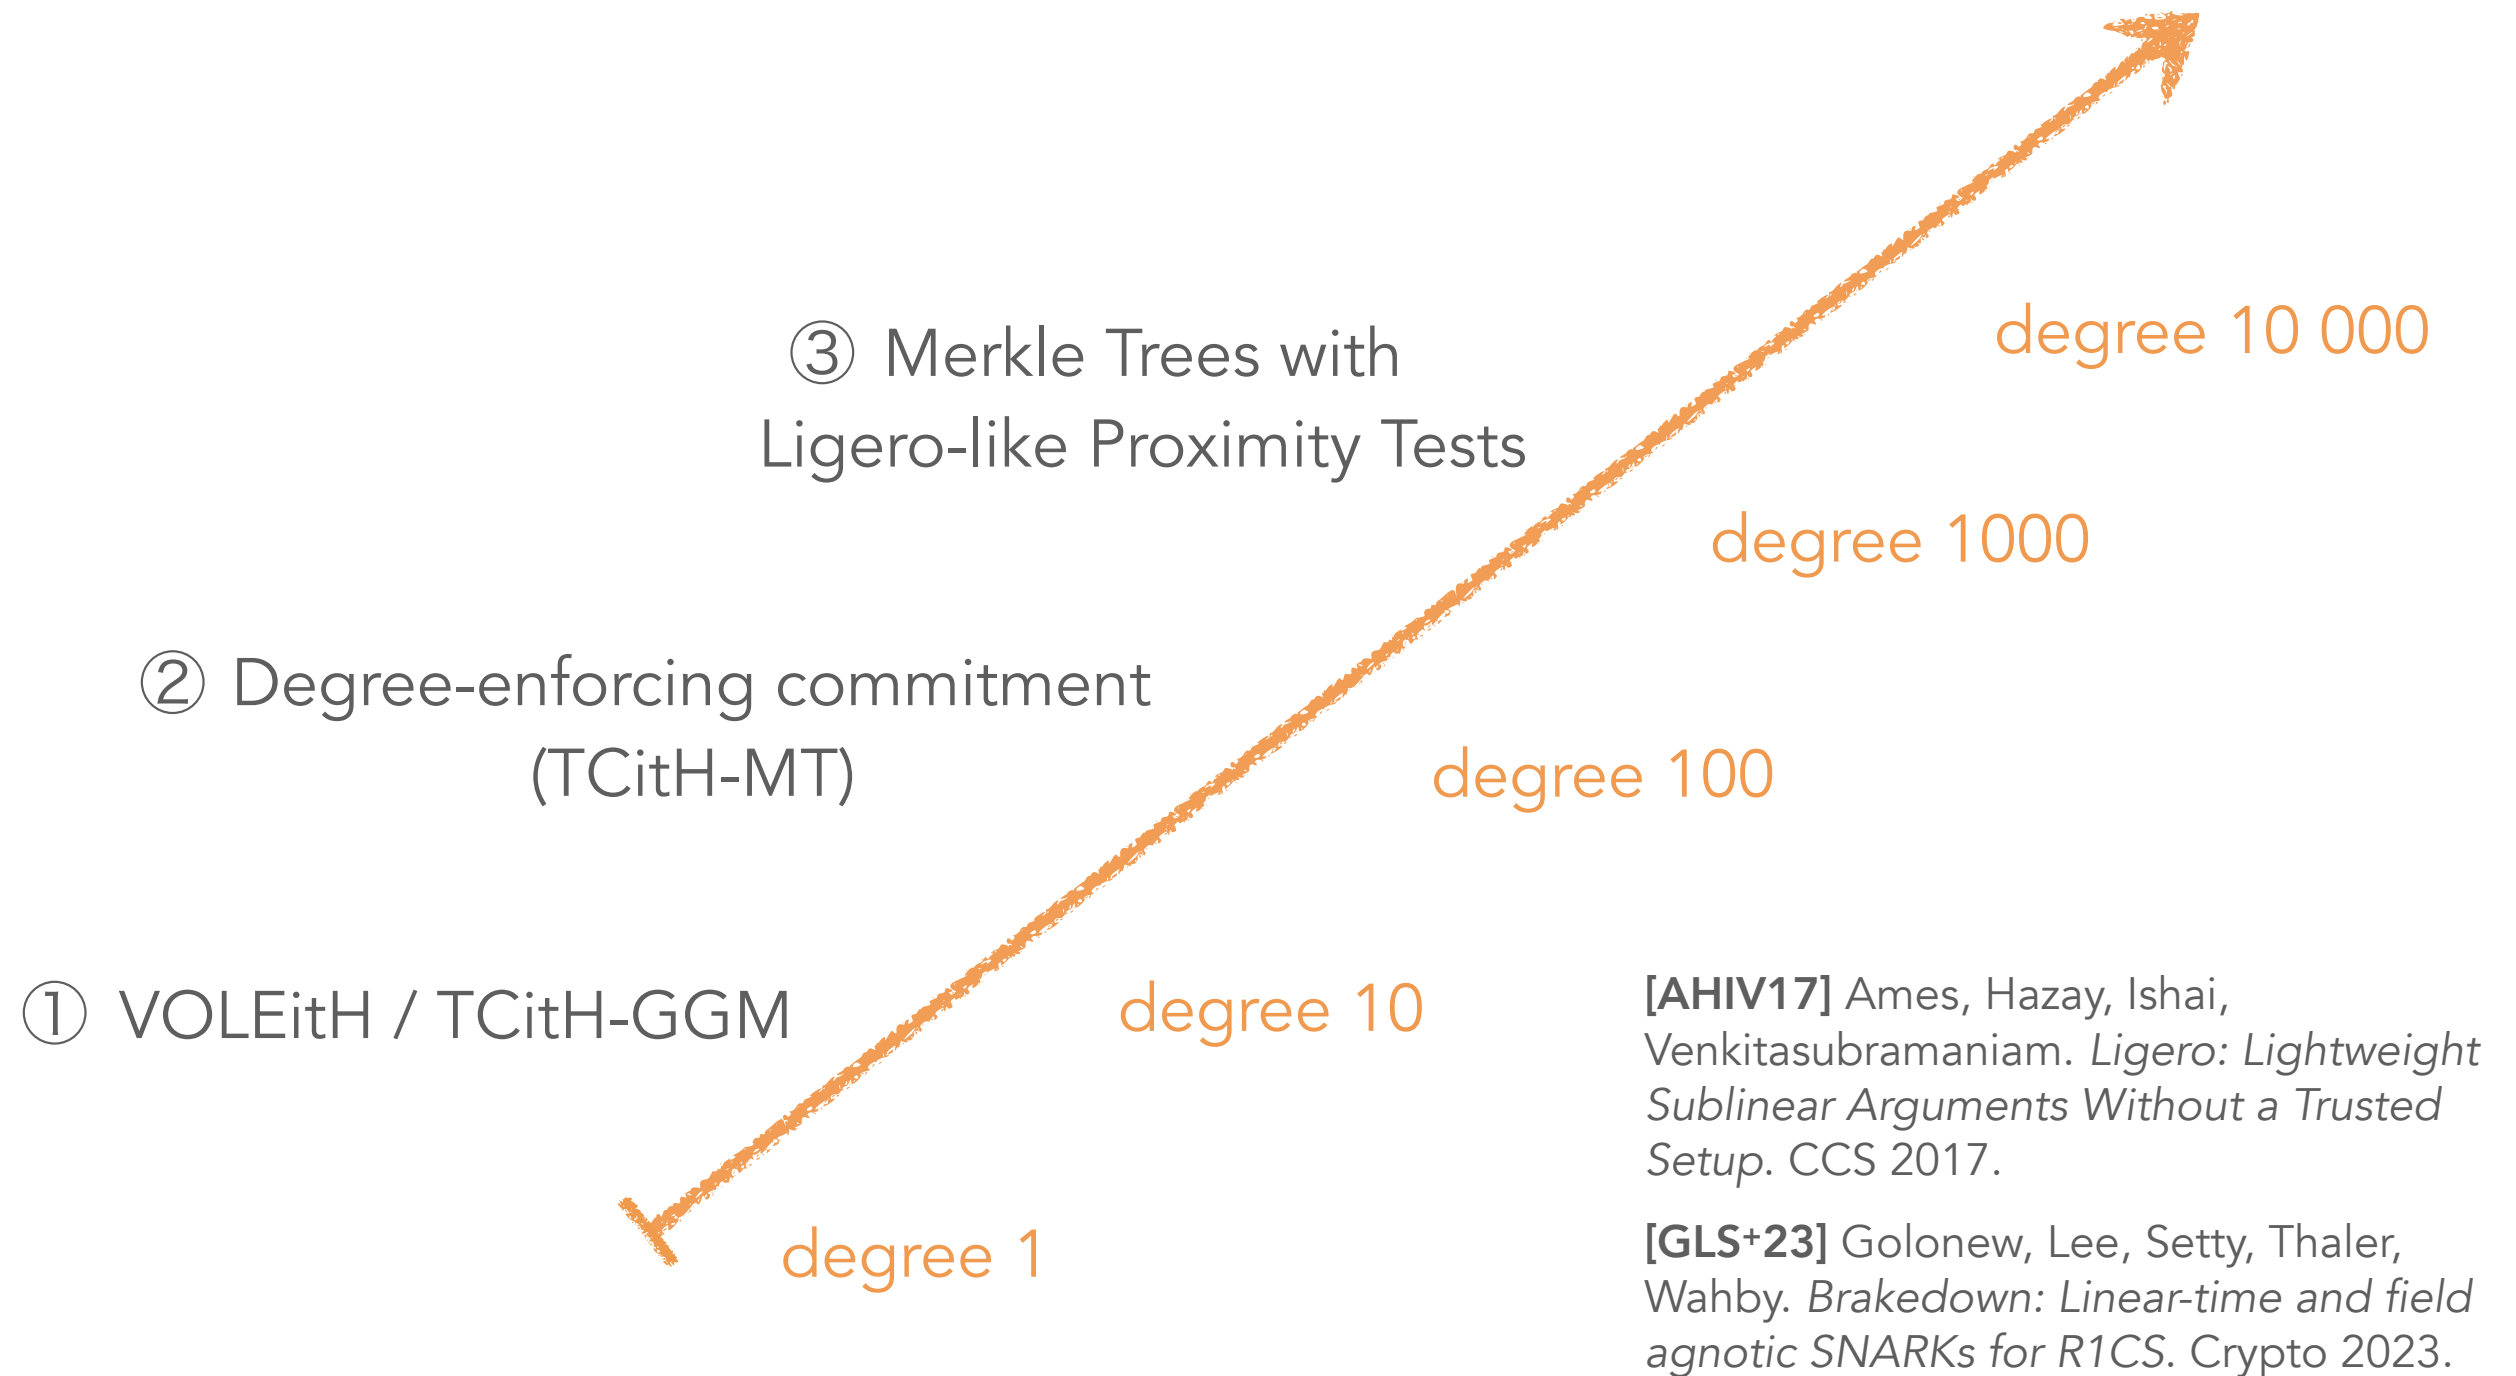 ③ Merkle Trees with
Ligero-like Proximity Tests
② Degree-enforcing commitment
(TCitH-MT)
① VOLEitH / TCitH-GGM
degree 10 000
degree 1000
degree 100
degree 10
degree 1
[AHIV17] Ames, Hazay, Ishai,
Venkitasubramaniam. Ligero: Lightweight
Sublinear Arguments Without a Trusted
Setup. CCS 2017.
[GLS+23] Golonew, Lee, Setty, Thaler,
Wahby. Brakedown: Linear-time and field
agnotic SNARKs for R1CS. Crypto 2023.